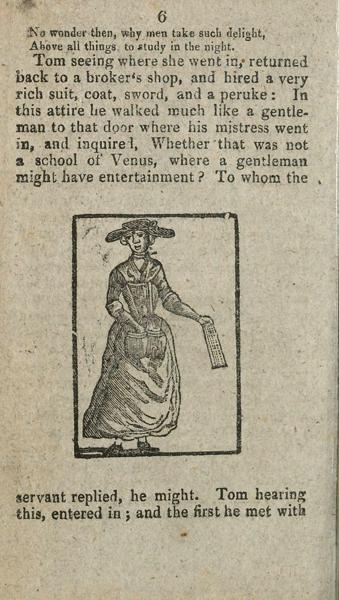 6
No wonder then, why men take such delight,
Above all things to study in the night.
Tom seeing where she went in, returned
back to a broker's shop, and hired a very
rich suit, coat, sword, and a peruke: In
this attire he walked much like a gentle-
man to that door where his mistress went
in, and inquired, Whether that was not
a school of Venus, where a gentleman
might have entertainment? To whom the
servant replied, he might. Tom hearing
this, entered in; and the first he met with